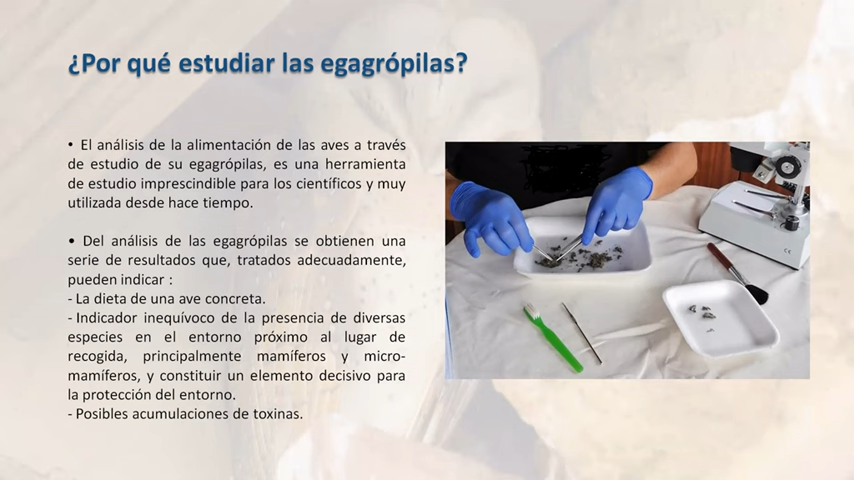 ¿Por qué estudiar las egagrópilas?
• El análisis de la alimentación de las aves a través
de estudio de su egagrópilas, es una herramienta
de estudio imprescindible para los científicos y muy
utilizada desde hace tiempo.
• Del análisis de las egagrópilas se obtienen una
serie de resultados que, tratados adecuadamente,
pueden indicar :
- La dieta de una ave concreta.
- Indicador inequívoco de la presencia de diversas
especies en el entorno próximo al lugar de
recogida, principalmente mamíferos y micro-
mamíferos, y constituir un elemento decisivo para
la protección del entorno.
- Posibles acumulaciones de toxinas.
CE